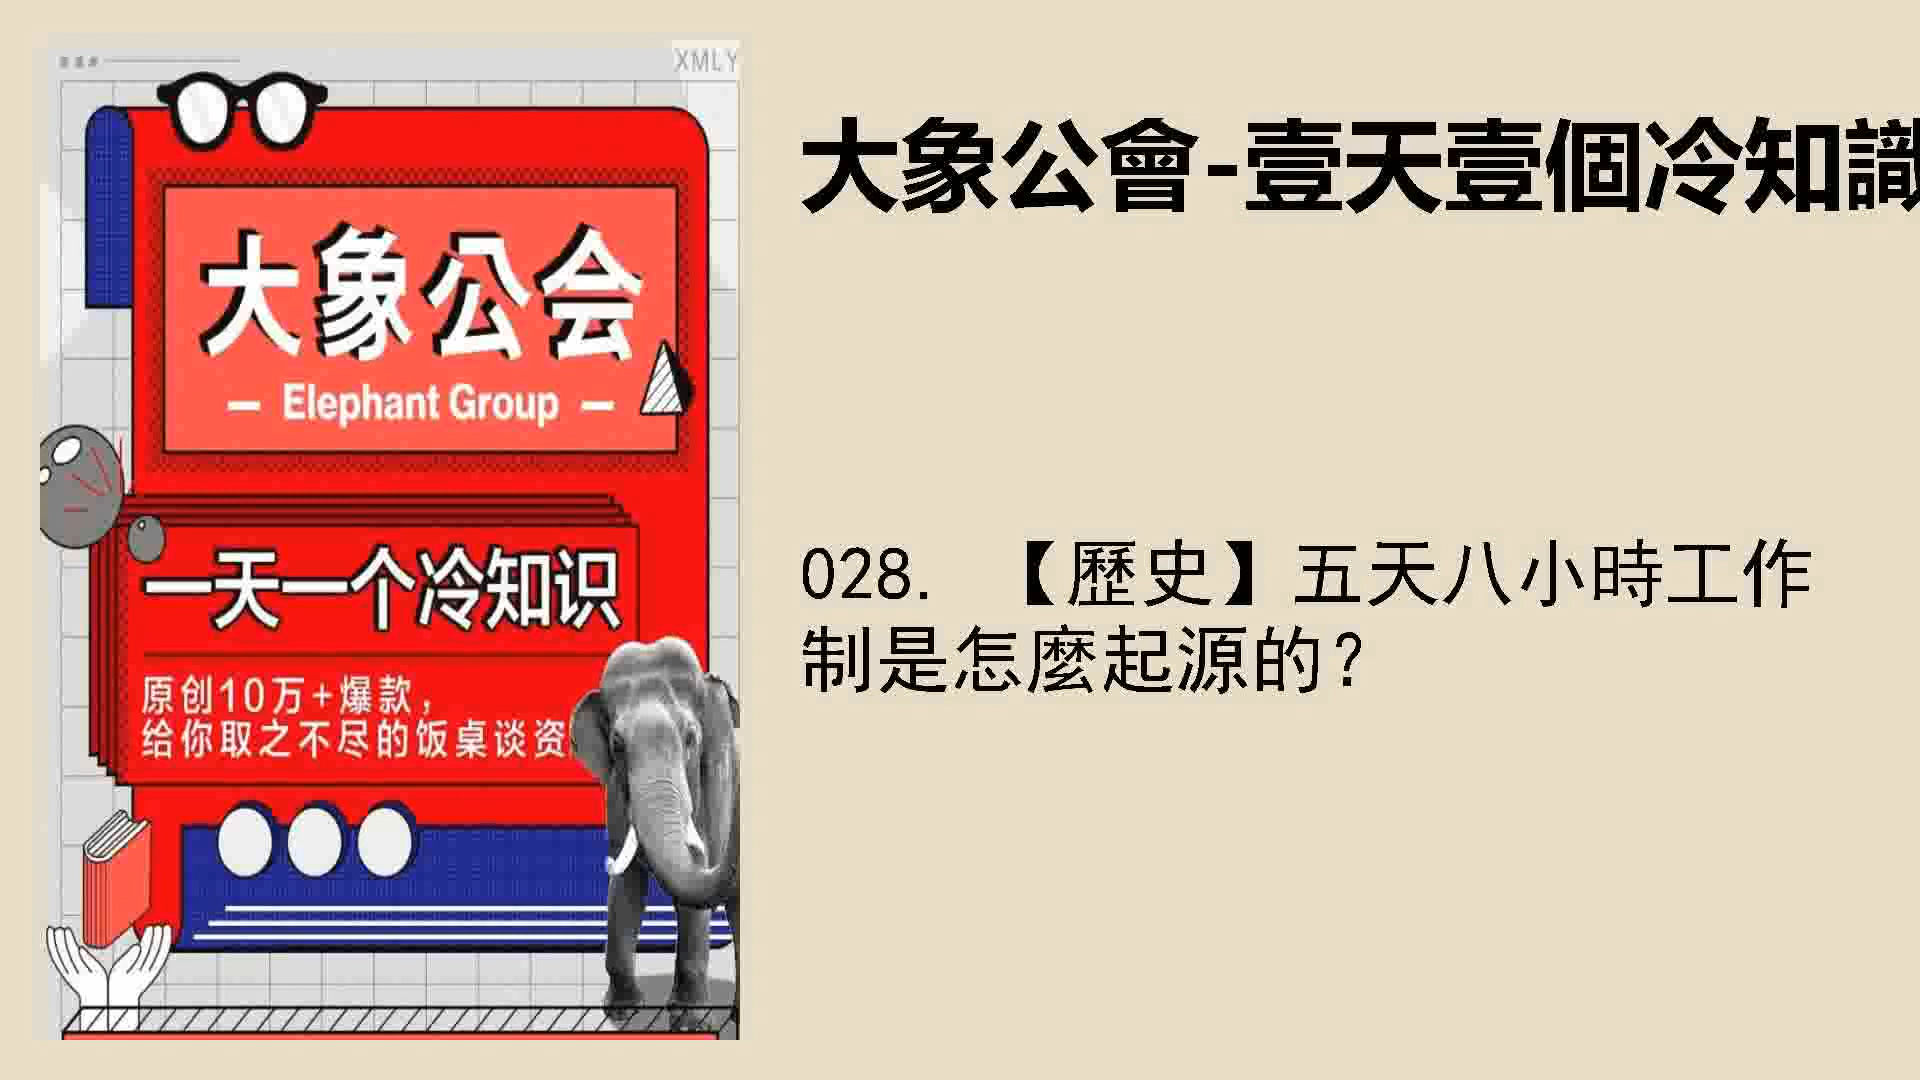 XMLY
大象公会
Elephant Group
一天一个冷知识
原创10万+爆款，
给你取之不尽的饭桌谈资
大象公會-壹天壹個冷知識
028. 【歷史】五天八小時工作
制是怎麼起源的?